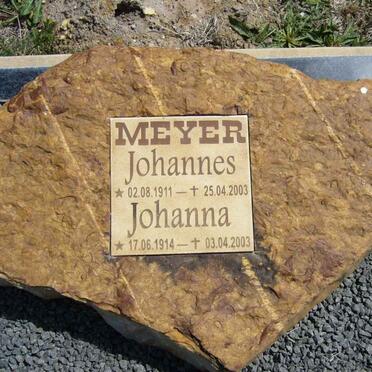 MEYER
Johannes
★ 02.08.1911 — ✝ 25.04.2003
Johanna
★ 17.06.1914 — ✝ 03.04.2003